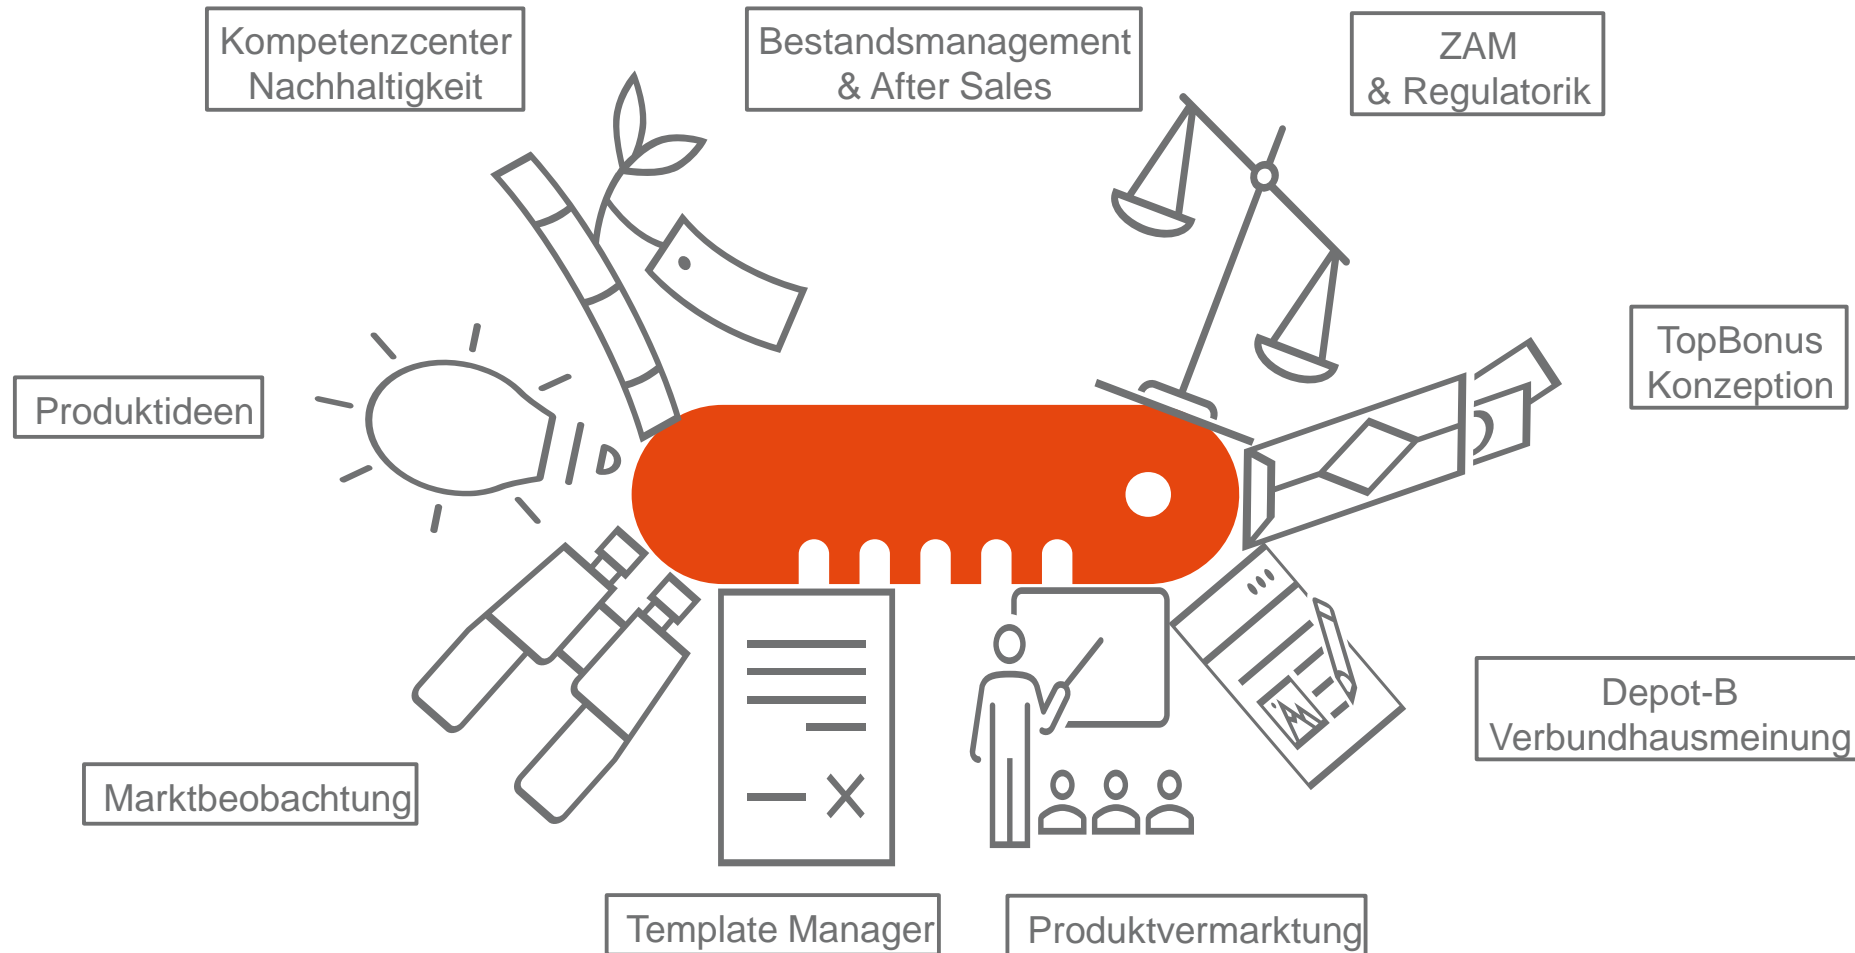 Kompetenzcenter
Nachhaltigkeit
Bestandsmanagement
& After Sales
ZAM
& Regulatorik
TopBonus
Konzeption
Produktideen
Depot-B
Verbundhausmeinung
Marktbeobachtung
Template Manager
Produktvermarktung